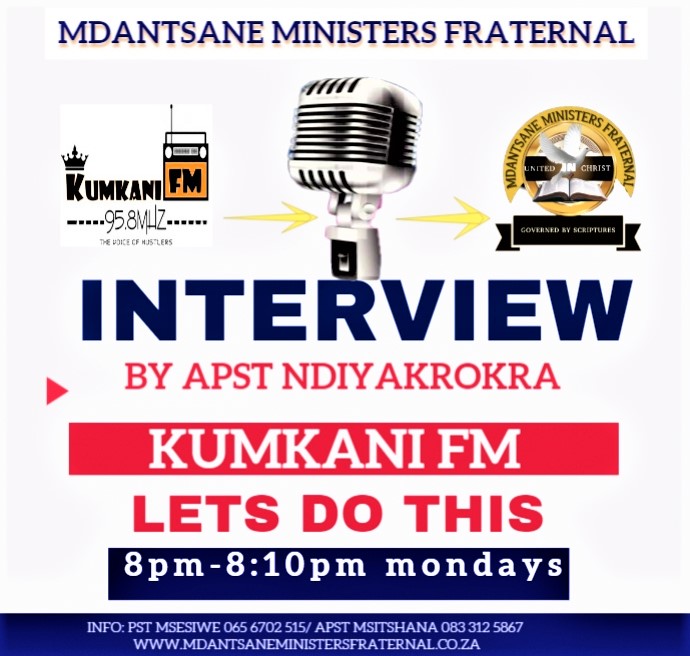 MDANTSANE MINISTERS FRATERNAL
KUMKANI FM
95.8MHZ
THE VOICE OF HUSTLERS
MDANTSANE MINISTERS FRATERNAL
UNITED IN CHRIST
GOVERNED BY SCRIPTURES
INTERVIEW
BY APST NDIYAKROKRA
KUMKANI FM
LETS DO THIS
8pm-8:10pm mondays
INFO: PST MSESIWE 065 6702 515/ APST MSITSHANA 083 312 5867
WWW.MDANTSANEMINISTERSFRATERNAL.CO.ZA